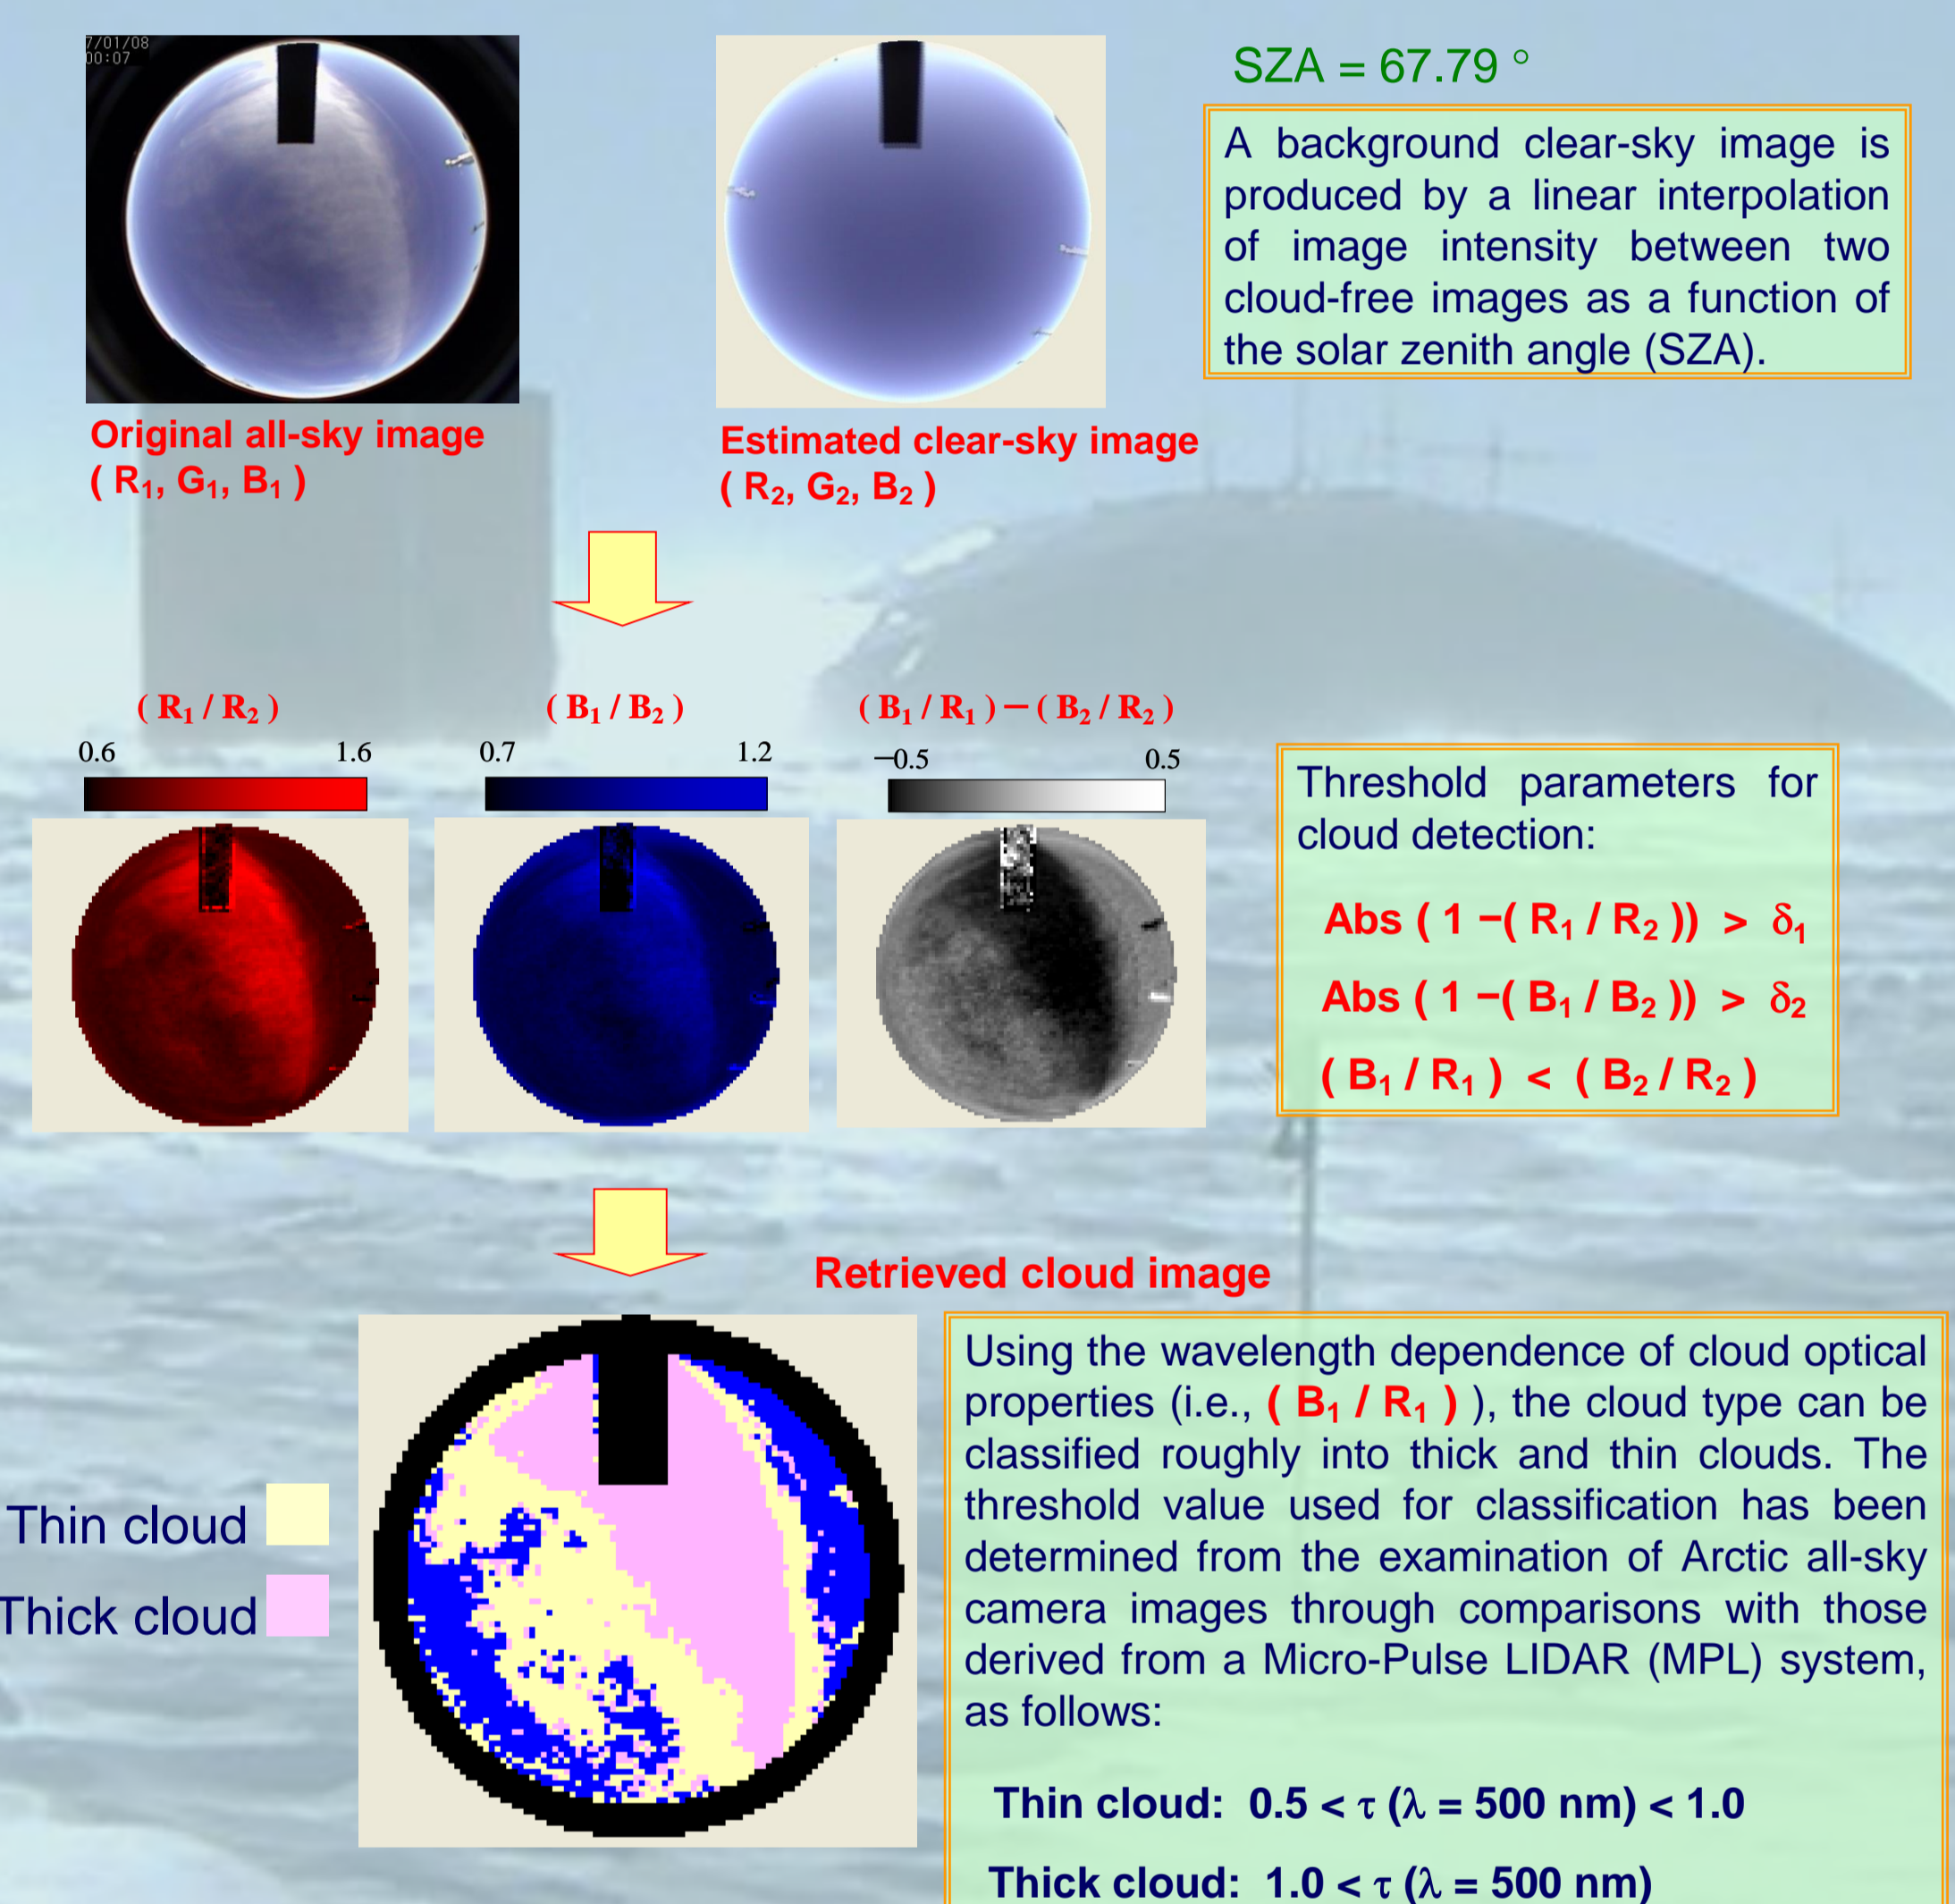 7/01/08
00:07
SZA = 67.79 °
A background clear-sky image is
produced by a linear interpolation
of image intensity between two
cloud-free images as a function of
the solar zenith angle (SZA).
Original all-sky image
( R₁, G₁, B₁ )
Estimated clear-sky image
( R₂, G₂, B₂ )
( R₁ / R₂ )
( B₁ / B₂ )
( B₁ / R₁ ) − ( B₂ / R₂ )
0.6 1.6
0.7 1.2
−0.5 0.5
Threshold parameters for
cloud detection:
Abs ( 1 −( R₁ / R₂ )) > δ₁
Abs ( 1 −( B₁ / B₂ )) > δ₂
( B₁ / R₁ ) < ( B₂ / R₂ )
Retrieved cloud image
Thin cloud
Thick cloud
Using the wavelength dependence of cloud optical
properties (i.e., ( B₁ / R₁ ) ), the cloud type can be
classified roughly into thick and thin clouds. The
threshold value used for classification has been
determined from the examination of Arctic all-sky
camera images through comparisons with those
derived from a Micro-Pulse LIDAR (MPL) system,
as follows:
Thin cloud: 0.5 < τ (λ = 500 nm) < 1.0
Thick cloud: 1.0 < τ (λ = 500 nm)